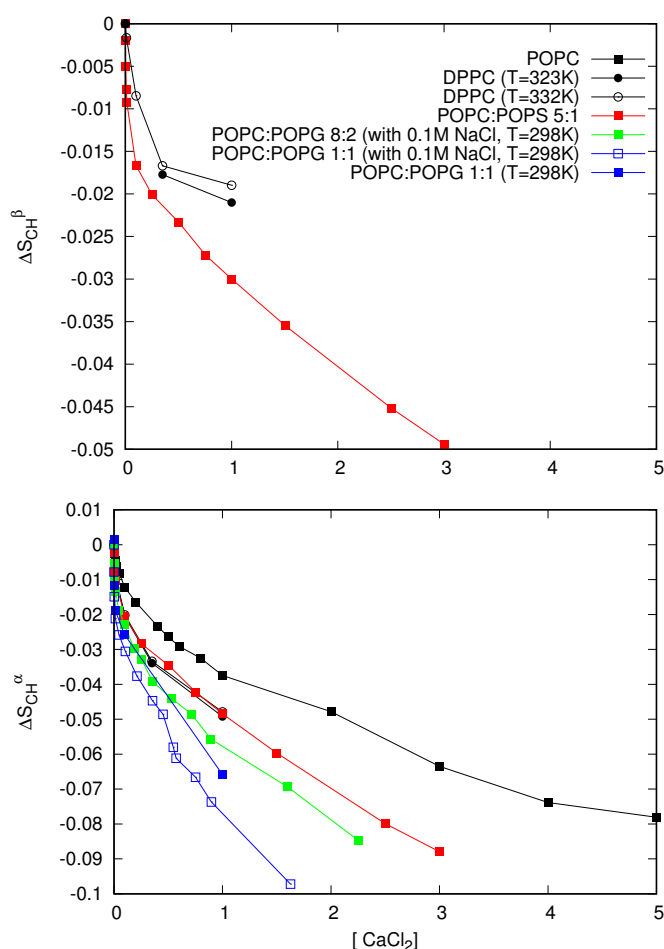 0
-0.005
-0.01
-0.015
-0.02
-0.025
-0.03
-0.035
-0.04
-0.045
-0.05
ΔS_CH^β
POPC
DPPC (T=323K)
DPPC (T=332K)
POPC:POPS 5:1
POPC:POPG 8:2 (with 0.1M NaCl, T=298K)
POPC:POPG 1:1 (with 0.1M NaCl, T=298K)
POPC:POPG 1:1 (T=298K)
0 1 2 3 4 5
0.01
0
-0.01
-0.02
-0.03
-0.04
-0.05
-0.06
-0.07
-0.08
-0.09
-0.1
ΔS_CH^α
0 1 2 3 4 5
[ CaCl₂]